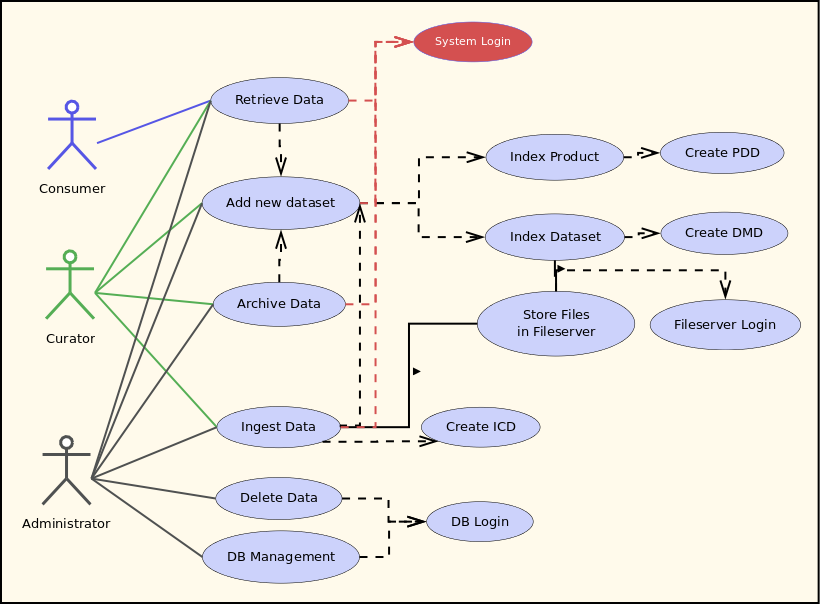 System Login
Retrieve Data
Consumer
Index Product
Create PDD
Add new dataset
Index Dataset
Create DMD
Curator
Archive Data
Store Files
in Fileserver
Fileserver Login
Ingest Data
Create ICD
Administrator
Delete Data
DB Login
DB Management